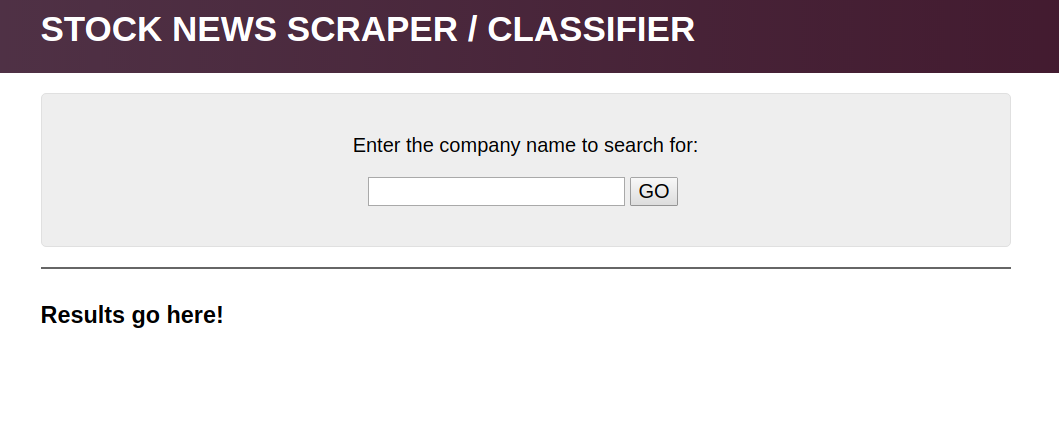 STOCK NEWS SCRAPER / CLASSIFIER
Enter the company name to search for:
GO
Results go here!